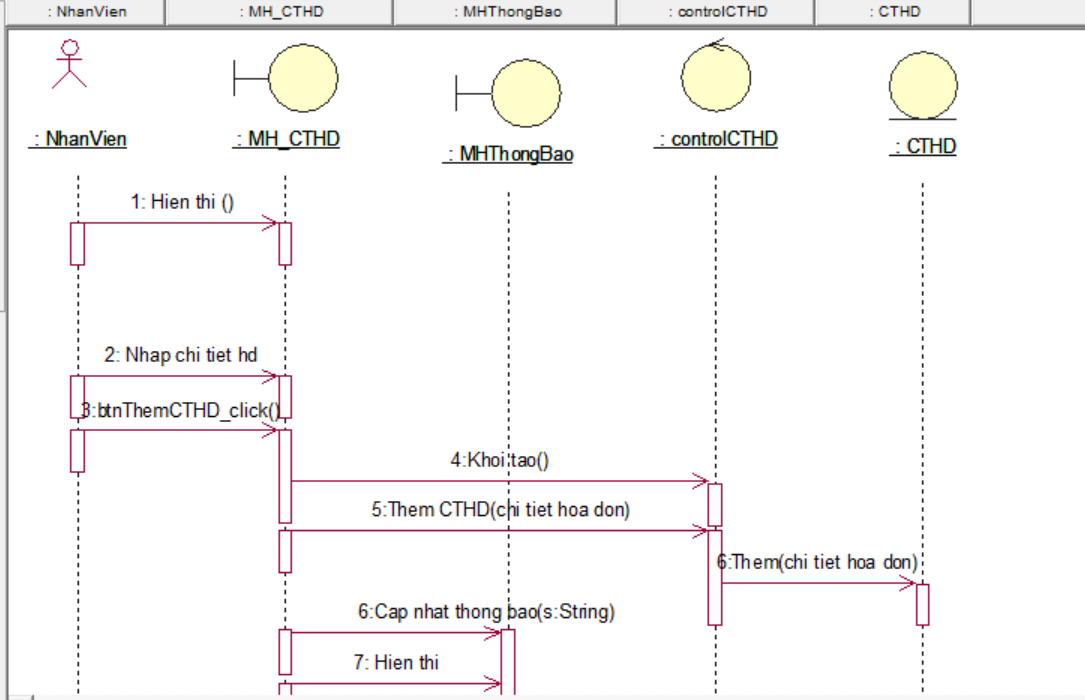 : NhanVien
: MH_CTHD
: MHThongBao
: controlCTHD
: CTHD
: NhanVien
: MH_CTHD
: MHThongBao
: controlCTHD
: CTHD
1: Hien thi ()
2: Nhap chi tiet hd
3:btnThemCTHD_click()
4:Khoi tao()
5:Them CTHD(chi tiet hoa don)
6:Them(chi tiet hoa don)
6:Cap nhat thong bao(s:String)
7: Hien thi